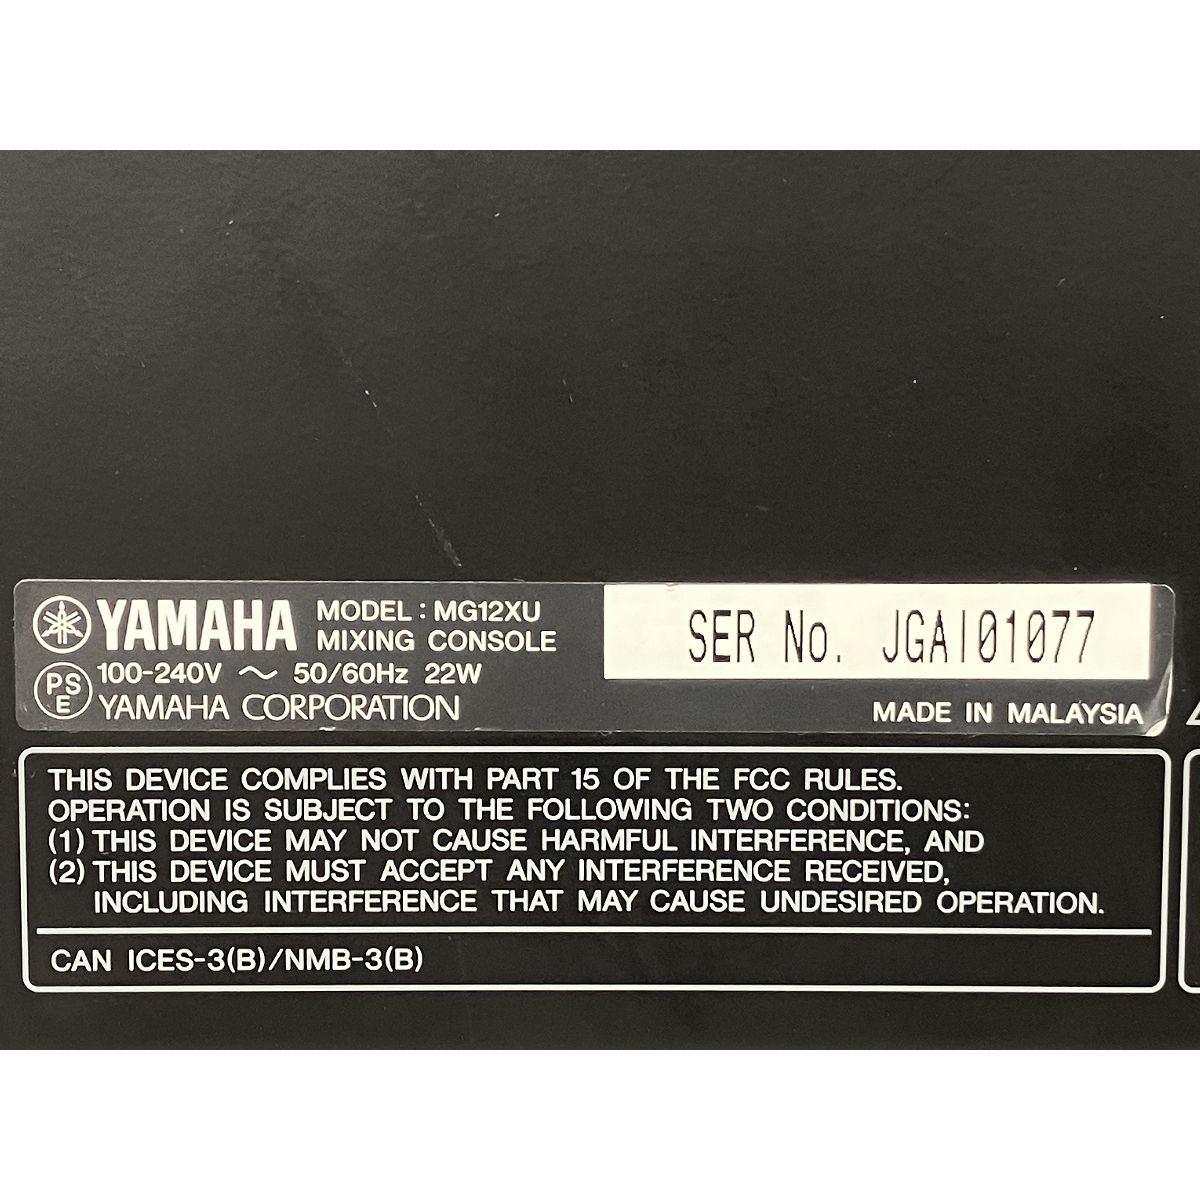 YAMAHA MODEL : MG12XU
MIXING CONSOLE
SER No. JGAI01077
PSE 100-240V ~ 50/60Hz 22W
YAMAHA CORPORATION
MADE IN MALAYSIA
THIS DEVICE COMPLIES WITH PART 15 OF THE FCC RULES.
OPERATION IS SUBJECT TO THE FOLLOWING TWO CONDITIONS:
(1) THIS DEVICE MAY NOT CAUSE HARMFUL INTERFERENCE, AND
(2) THIS DEVICE MUST ACCEPT ANY INTERFERENCE RECEIVED,
INCLUDING INTERFERENCE THAT MAY CAUSE UNDESIRED OPERATION.
CAN ICES-3(B)/NMB-3(B)